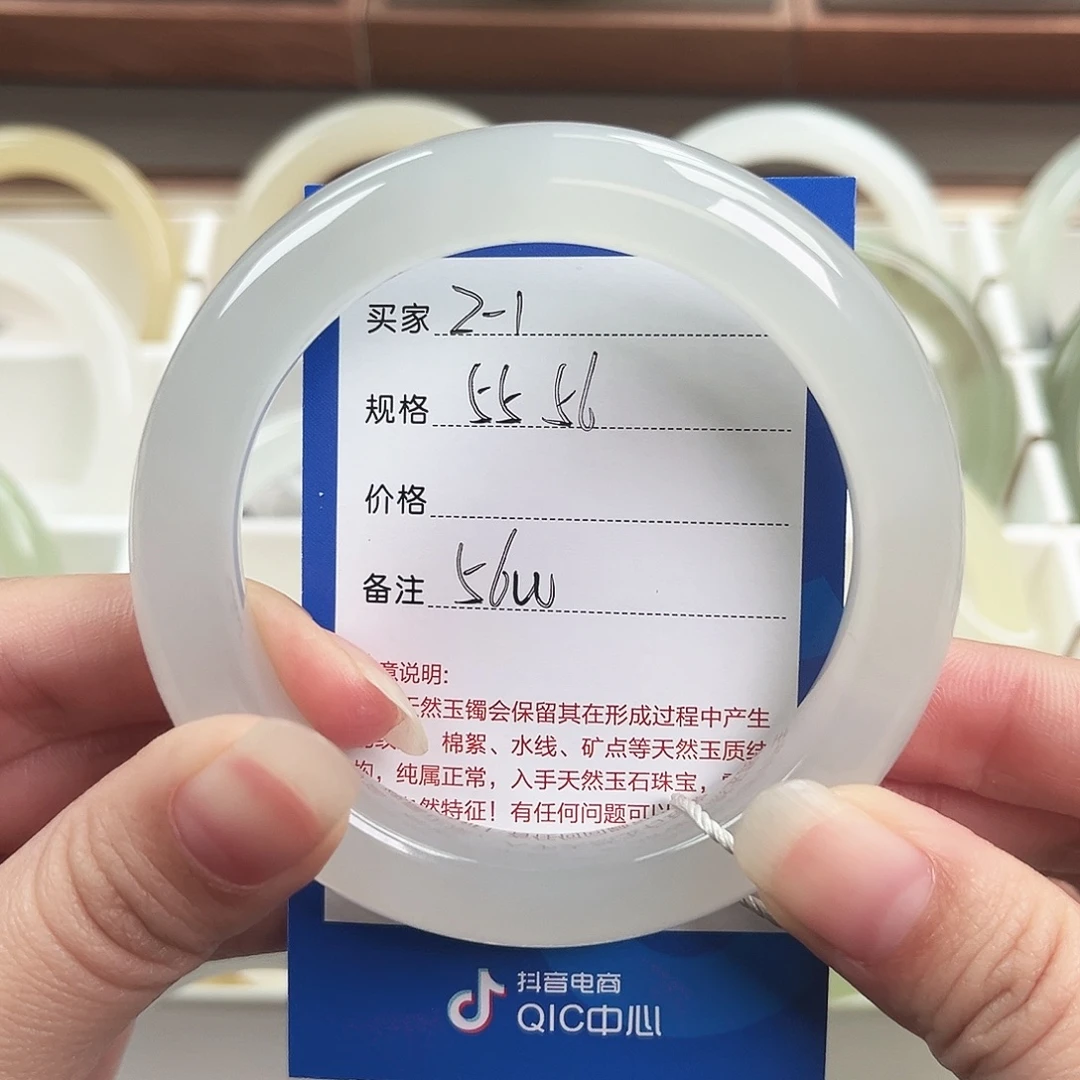 买家 2-1
规格 55 56
价格
备注 56w
意说明:
天然玉镯会保留其在形成过程中产生
棉絮、水线、矿点等天然玉质结
构，纯属正常，入手天然玉石珠宝，
然特征！有任何问题可以
抖音电商
QIC中心